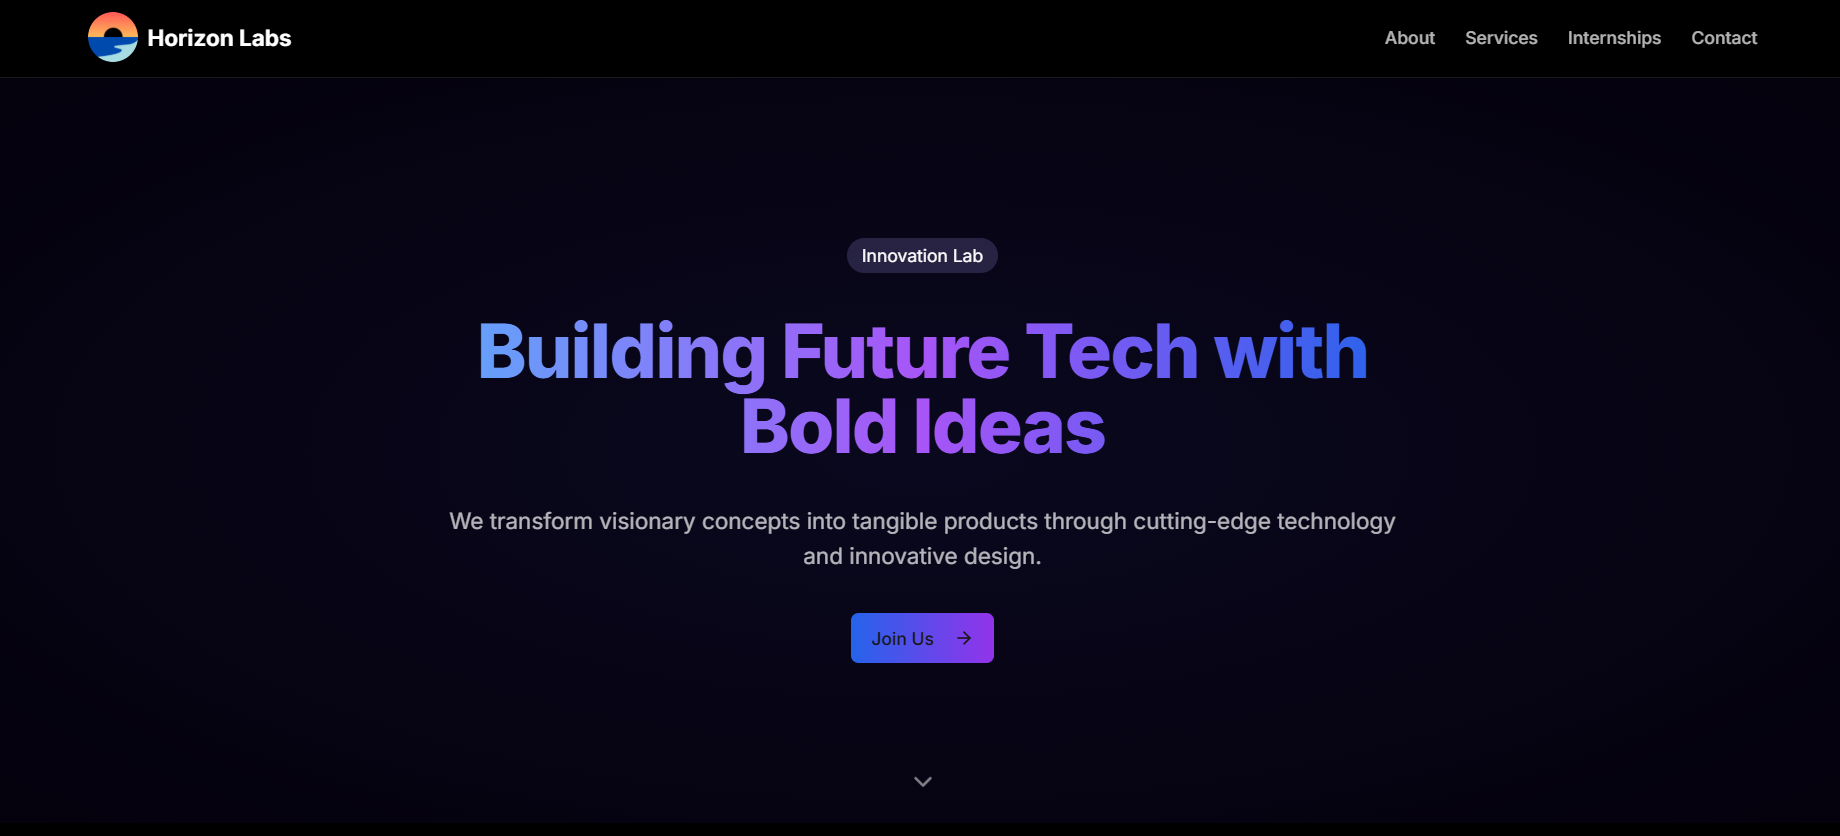 Horizon Labs
About
Services
Internships
Contact
Innovation Lab
Building Future Tech with
Bold Ideas
We transform visionary concepts into tangible products through cutting-edge technology
and innovative design.
Join Us